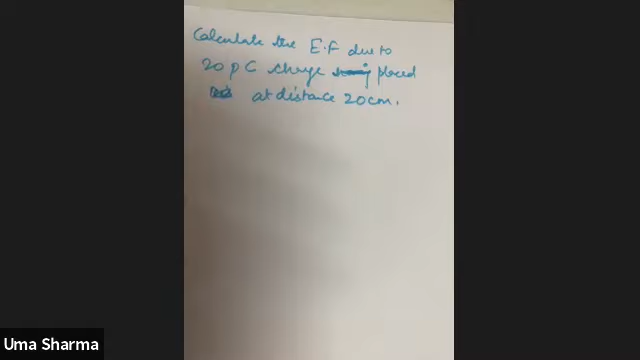 Calculate the E.F due to
20 pC charge placed
at distance 20cm.
Uma Sharma